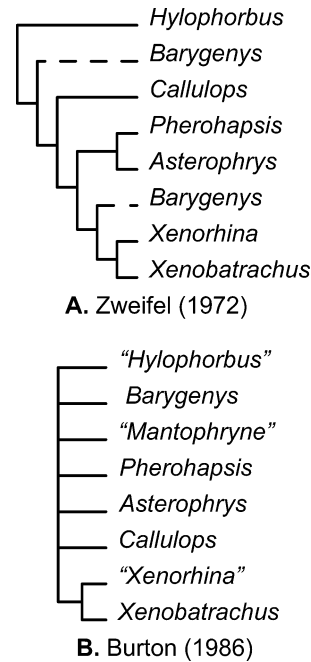 Hylophorbus
Barygenys
Callulops
Pherohapsis
Asterophrys
Barygenys
Xenorhina
Xenobatrachus
A. Zweifel (1972)
“Hylophorbus”
Barygenys
“Mantophryne”
Pherohapsis
Asterophrys
Callulops
“Xenorhina”
Xenobatrachus
B. Burton (1986)